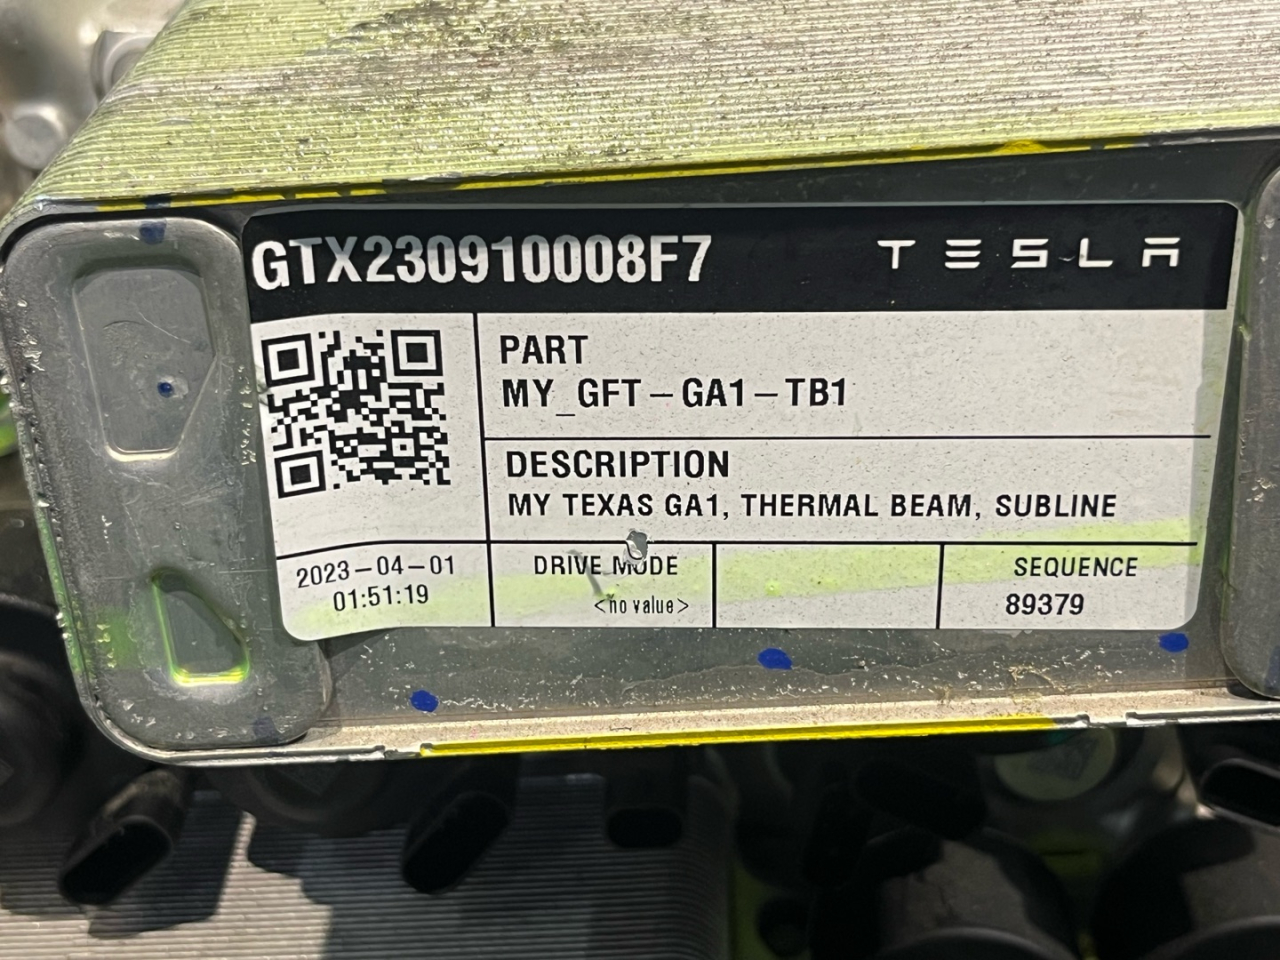 GTX230910008F7
TESLA
PART
MY_GFT-GA1-TB1
DESCRIPTION
MY TEXAS GA1, THERMAL BEAM, SUBLINE
2023-04-01
01:51:19
DRIVE MODE
<no value>
SEQUENCE
89379